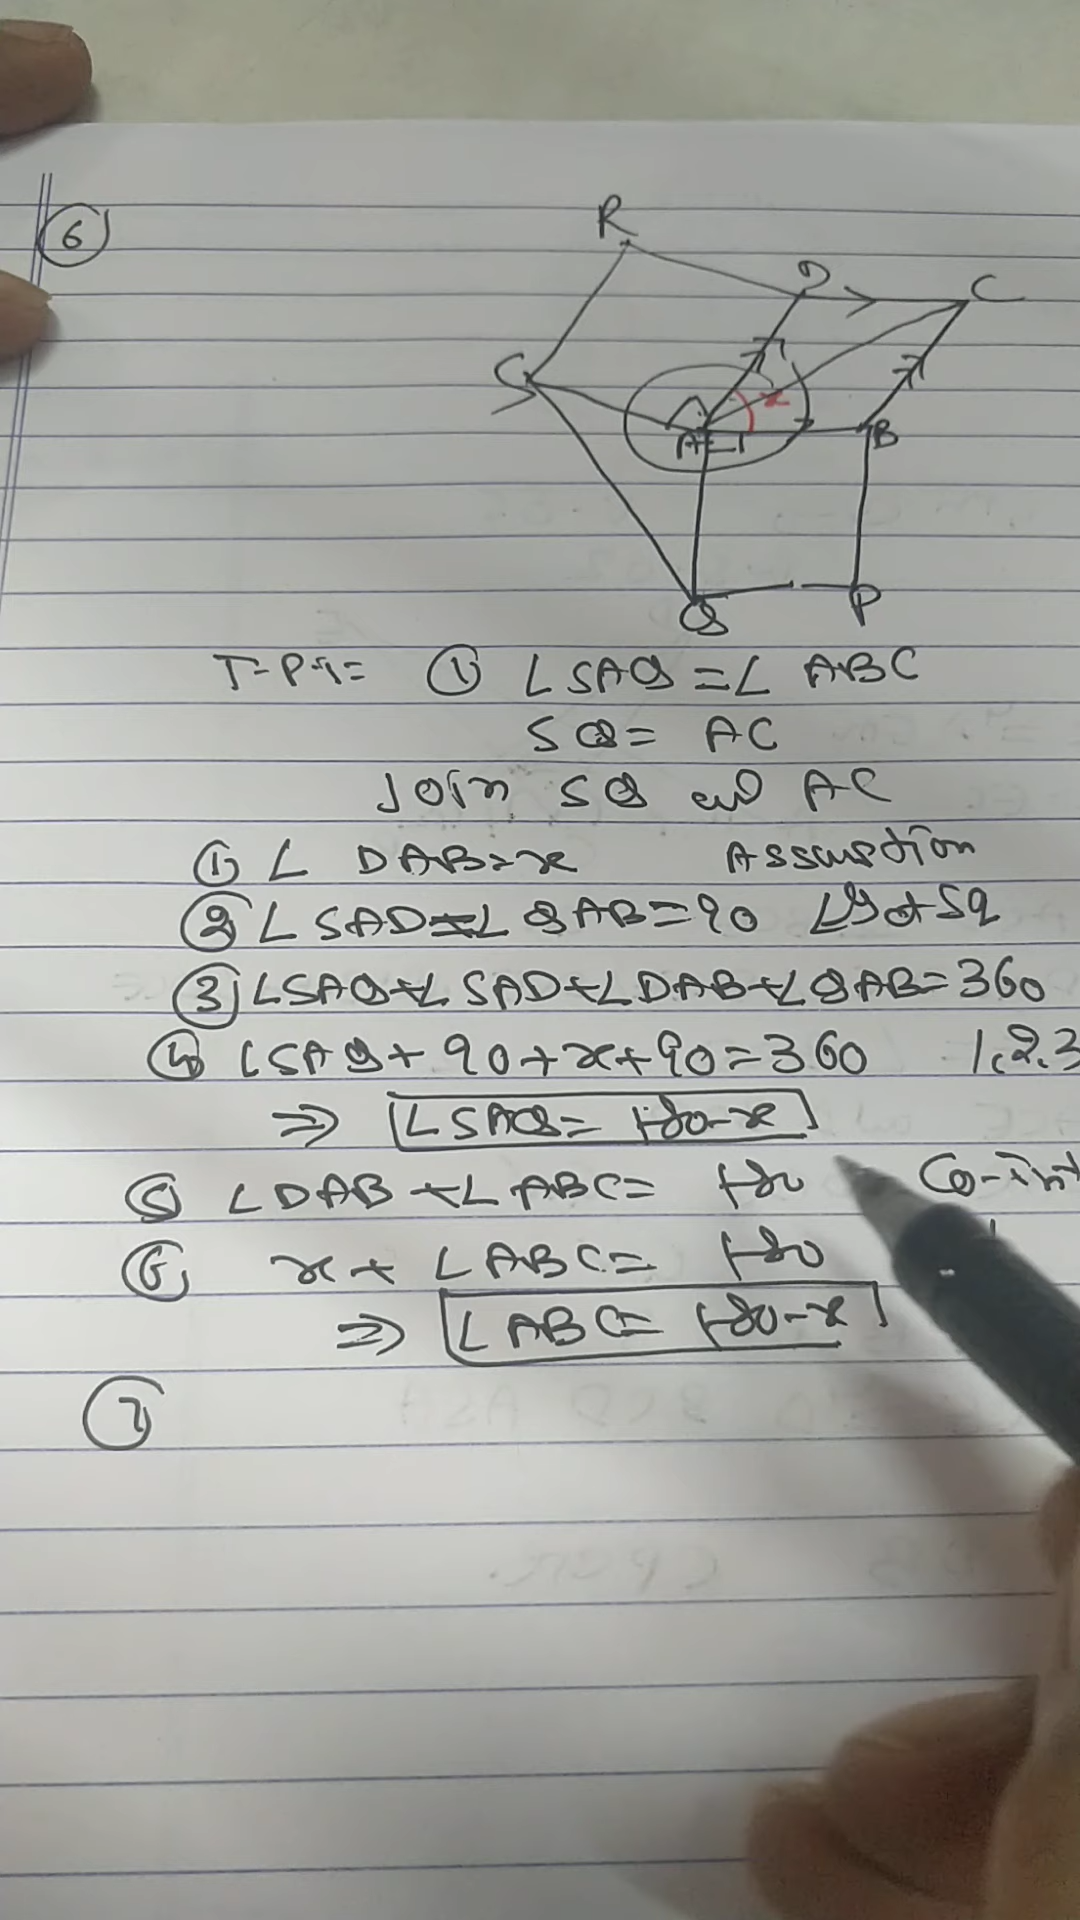 6
R
D
C
S
x
A
B
Q
P
T-P-1= ① ∠SAQ = ∠ ABC
SQ = AC
Join SQ and AC
① ∠ DAB = x Assumption
② ∠ SAD = ∠ QAB = 90 ∠s of Sq
③ ∠SAQ + ∠SAD + ∠DAB + ∠QAB = 360
④ ∠SAQ + 90 + x + 90 = 360 1,2,3
⇒ ∠SAQ = 180 - x
⑤ ∠DAB + ∠ABC = 180 Co-int
⑥ x + ∠ABC = 180
⇒ ∠ABC = 180 - x
⑦